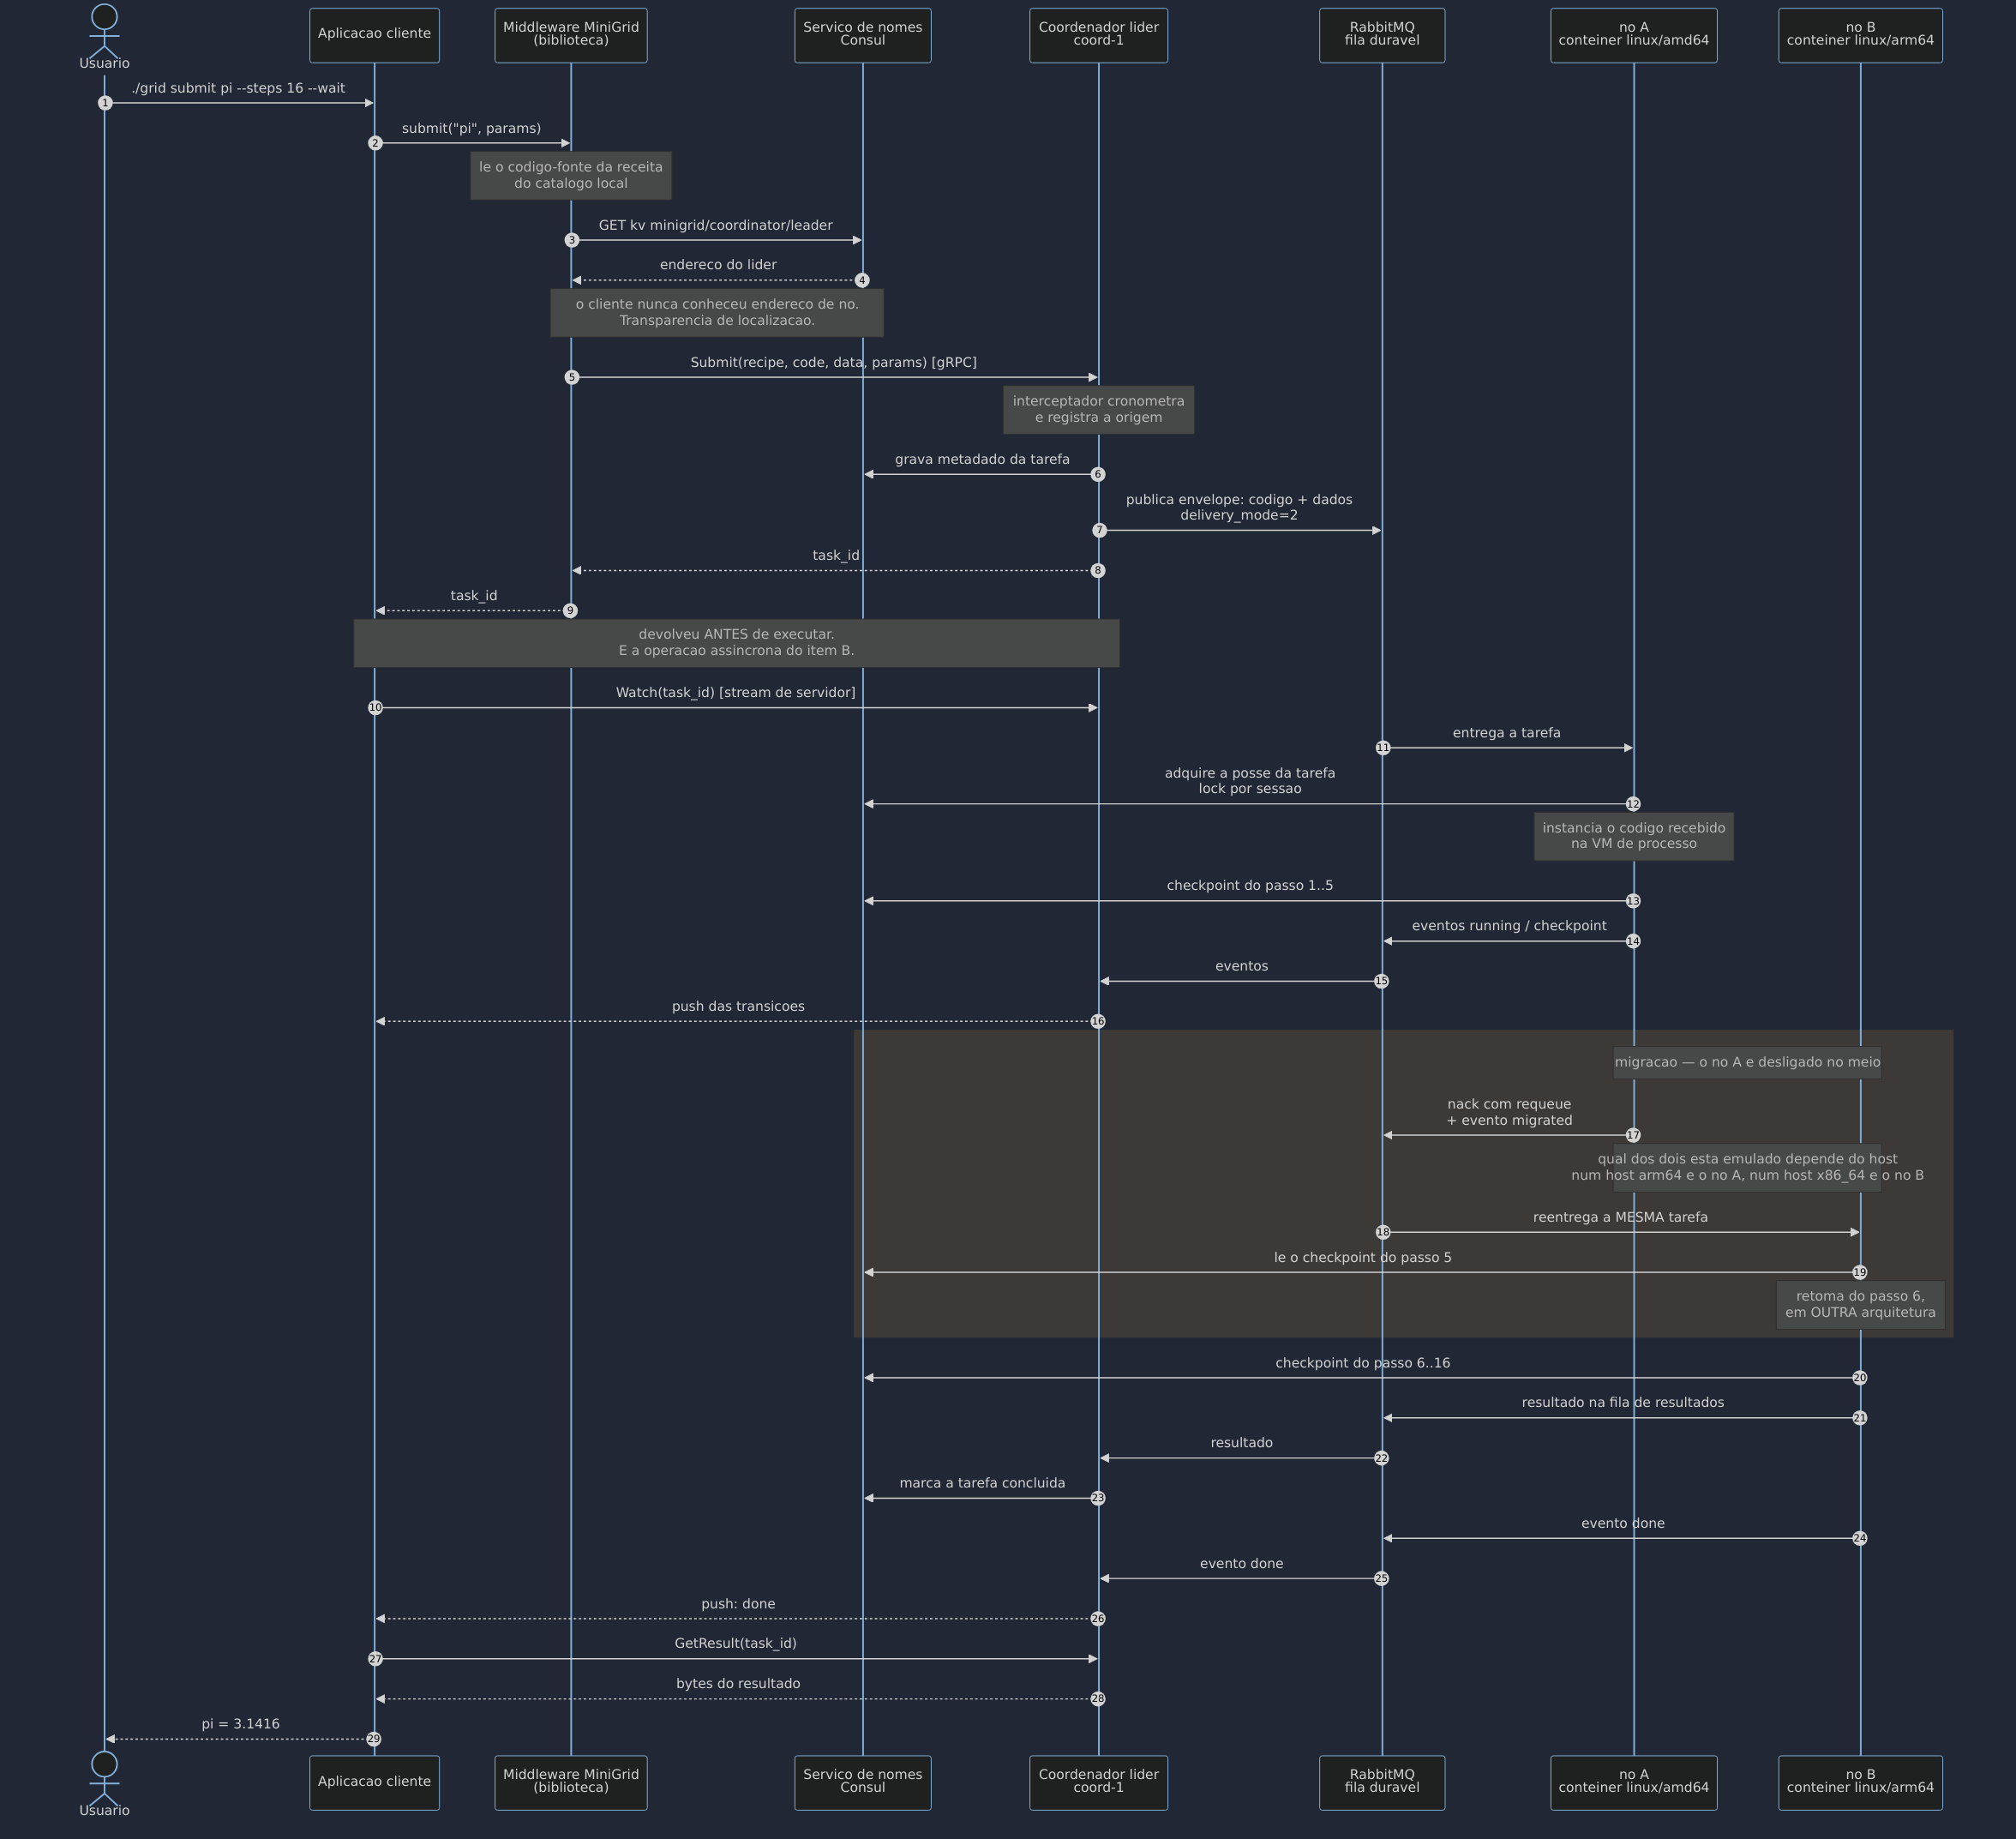 Usuario
Aplicacao cliente
Middleware MiniGrid
(biblioteca)
Servico de nomes
Consul
Coordenador lider
coord-1
RabbitMQ
fila duravel
no A
conteiner linux/amd64
no B
conteiner linux/arm64
./grid submit pi --steps 16 --wait
1
submit("pi", params)
2
le o codigo-fonte da receita
do catalogo local
GET kv minigrid/coordinator/leader
3
endereco do lider
4
o cliente nunca conheceu endereco de no.
Transparencia de localizacao.
Submit(recipe, code, data, params) [gRPC]
5
interceptador cronometra
e registra a origem
grava metadado da tarefa
6
publica envelope: codigo + dados
delivery_mode=2
7
task_id
8
task_id
9
devolveu ANTES de executar.
E a operacao assincrona do item B.
Watch(task_id) [stream de servidor]
10
entrega a tarefa
11
adquire a posse da tarefa
lock por sessao
12
instancia o codigo recebido
na VM de processo
checkpoint do passo 1..5
13
eventos running / checkpoint
14
eventos
15
push das transicoes
16
migracao — o no A e desligado no meio
nack com requeue
+ evento migrated
17
qual dos dois esta emulado depende do host
num host arm64 e o no A, num host x86_64 e o no B
reentrega a MESMA tarefa
18
le o checkpoint do passo 5
19
retoma do passo 6,
em OUTRA arquitetura
checkpoint do passo 6..16
20
resultado na fila de resultados
21
resultado
22
marca a tarefa concluida
23
evento done
24
evento done
25
push: done
26
GetResult(task_id)
27
bytes do resultado
28
pi = 3.1416
29
Usuario
Aplicacao cliente
Middleware MiniGrid
(biblioteca)
Servico de nomes
Consul
Coordenador lider
coord-1
RabbitMQ
fila duravel
no A
conteiner linux/amd64
no B
conteiner linux/arm64